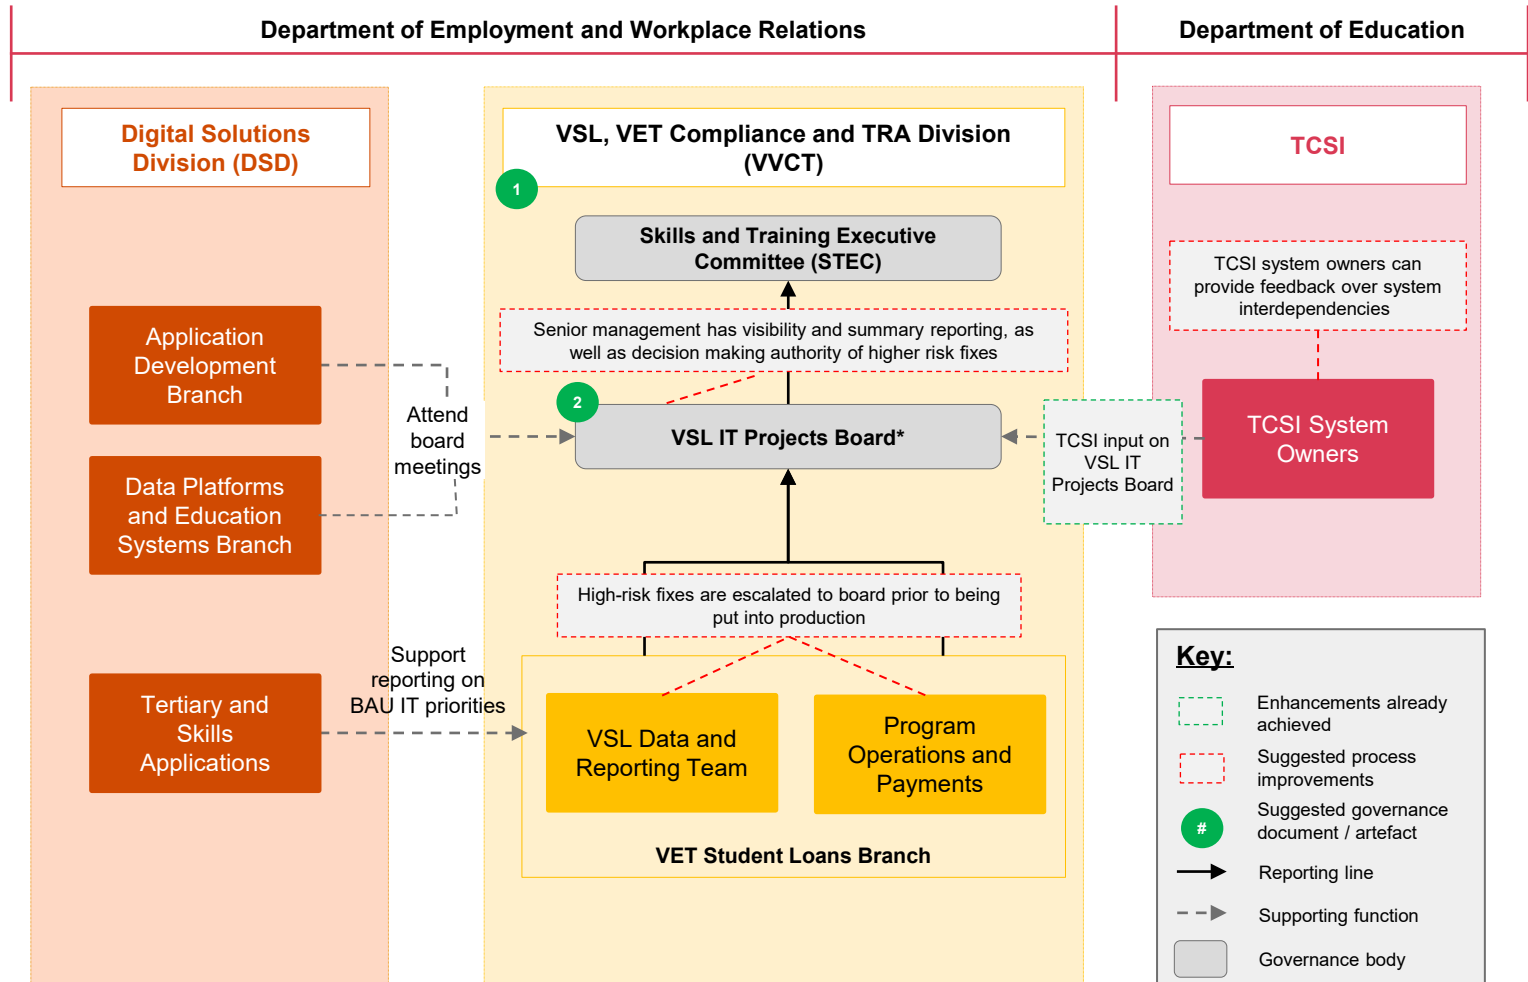 Department of Employment and Workplace Relations
Department of Education
Digital Solutions
Division (DSD)
VSL, VET Compliance and TRA Division
(VVCT)
TCSI
1
Skills and Training Executive
Committee (STEC)
TCSI system owners can
provide feedback over system
interdependencies
Application
Development
Branch
Senior management has visibility and summary reporting, as
well as decision making authority of higher risk fixes
Attend
board
meetings
2
VSL IT Projects Board*
TCSI input on
VSL IT
Projects Board
TCSI System
Owners
Data Platforms
and Education
Systems Branch
High-risk fixes are escalated to board prior to being
put into production
Support
reporting on
BAU IT priorities
Tertiary and
Skills
Applications
VSL Data and
Reporting Team
Program
Operations and
Payments
VET Student Loans Branch
Key:
Enhancements already
achieved
Suggested process
improvements
#
Suggested governance
document / artefact
Reporting line
Supporting function
Governance body